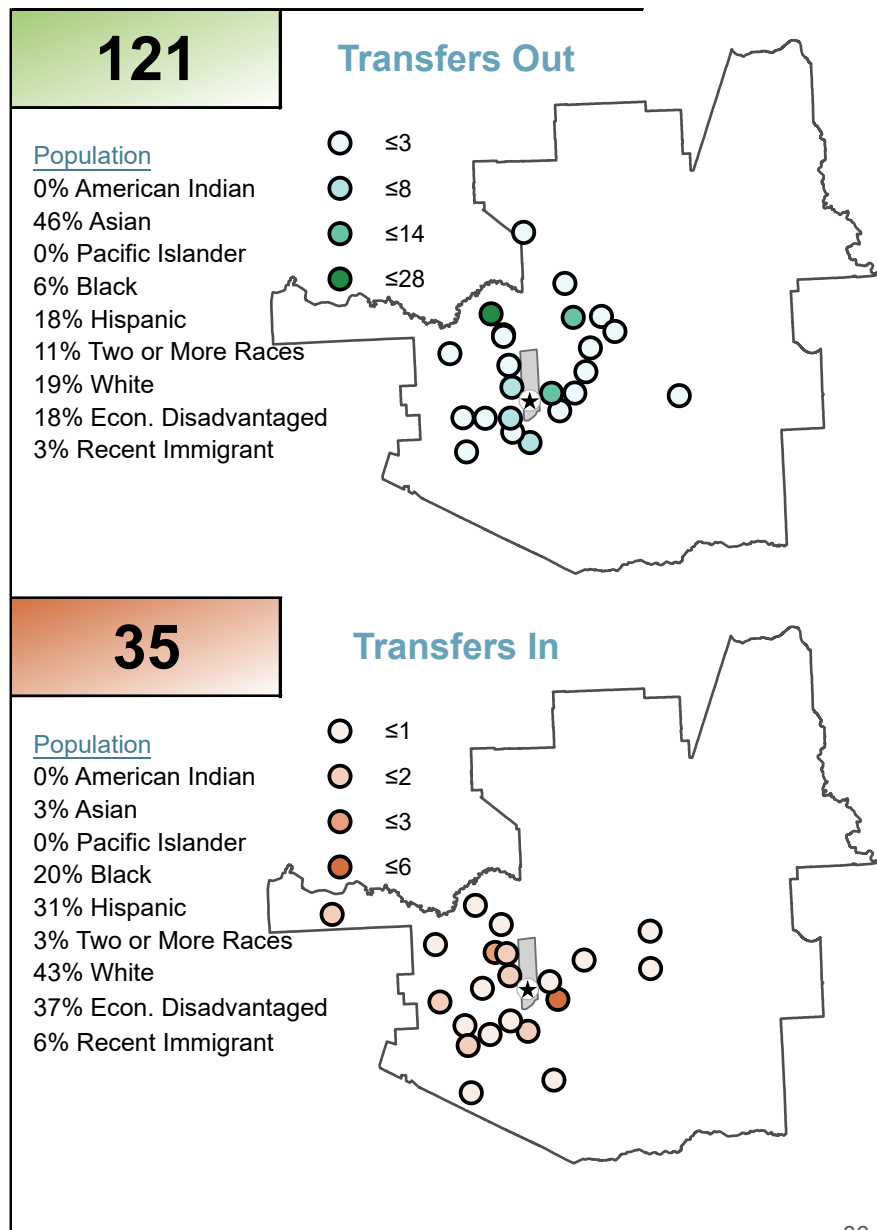 121
Transfers Out
Population
0% American Indian
46% Asian
0% Pacific Islander
6% Black
18% Hispanic
11% Two or More Races
19% White
18% Econ. Disadvantaged
3% Recent Immigrant
≤3
≤8
≤14
≤28
35
Transfers In
Population
0% American Indian
3% Asian
0% Pacific Islander
20% Black
31% Hispanic
3% Two or More Races
43% White
37% Econ. Disadvantaged
6% Recent Immigrant
≤1
≤2
≤3
≤6